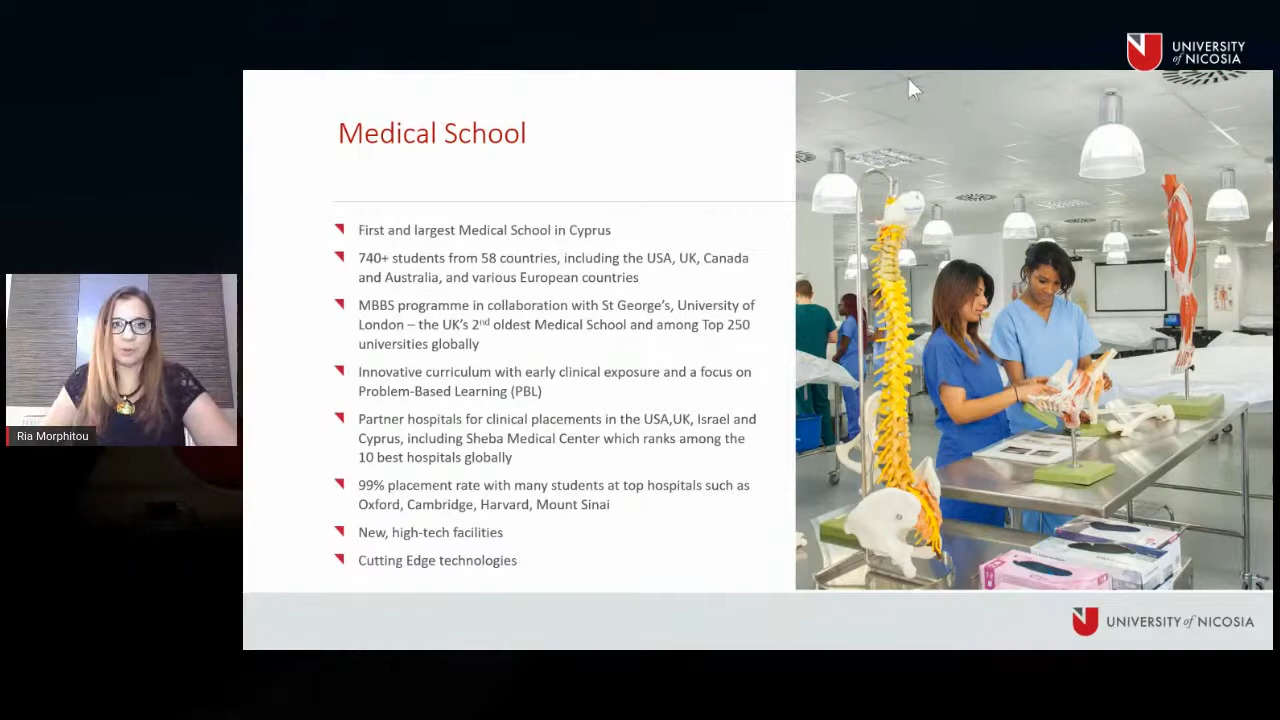 UNIVERSITY
of NICOSIA
Medical School
First and largest Medical School in Cyprus
740+ students from 58 countries, including the USA, UK, Canada
and Australia, and various European countries
MBBS programme in collaboration with St George's, University of
London – the UK's 2nd oldest Medical School and among Top 250
universities globally
Innovative curriculum with early clinical exposure and a focus on
Problem-Based Learning (PBL)
Partner hospitals for clinical placements in the USA,UK, Israel and
Cyprus, including Sheba Medical Center which ranks among the
10 best hospitals globally
99% placement rate with many students at top hospitals such as
Oxford, Cambridge, Harvard, Mount Sinai
New, high-tech facilities
Cutting Edge technologies
Ria Morphitou
UNIVERSITY of NICOSIA